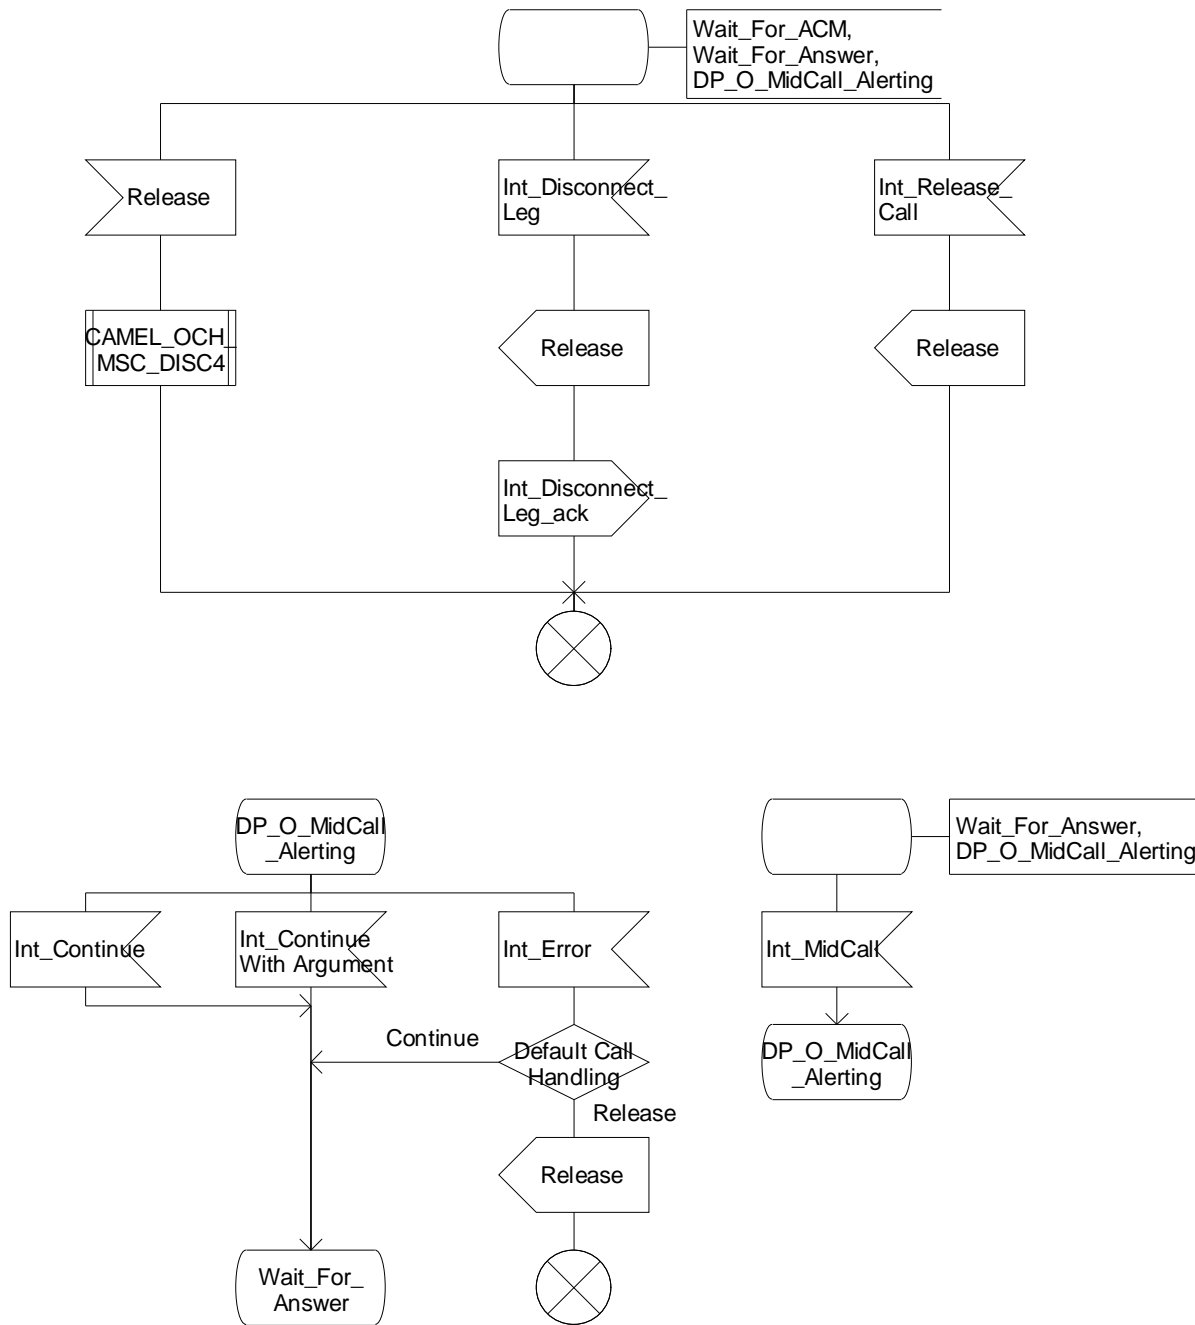 Wait_For_ACM,
Wait_For_Answer,
DP_O_MidCall_Alerting
Release
Int_Disconnect_
Leg
Int_Release_
Call
CAMEL_OCH_
MSC_DISC4
Release
Release
Int_Disconnect_
Leg_ack
DP_O_MidCall
_Alerting
Wait_For_Answer,
DP_O_MidCall_Alerting
Int_Continue
Int_Continue
With Argument
Int_Error
Int_MidCall
Continue
Default Call
Handling
DP_O_MidCall
_Alerting
Release
Release
Wait_For_
Answer